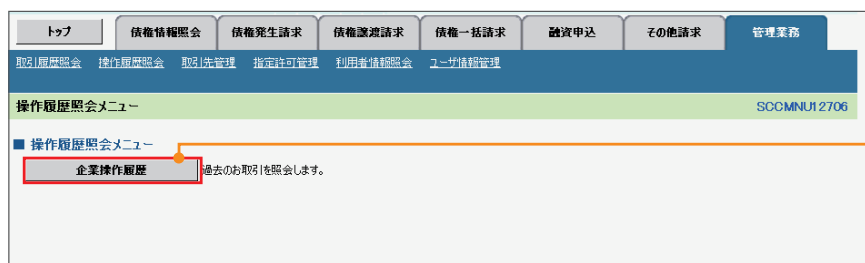 トップ 債権情報照会 債権発生請求 債権譲渡請求 債権一括請求 融資申込 その他請求 管理業務
取引履歴照会 操作履歴照会 取引先管理 指定許可管理 利用者情報照会 ユーザ情報管理
操作履歴照会メニュー SCCMNU12706
■ 操作履歴照会メニュー
企業操作履歴 過去のお取引を照会します。